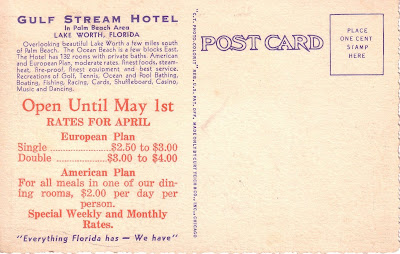 GULF STREAM HOTEL
In Palm Beach Area
LAKE WORTH, FLORIDA
Overlooking beautiful Lake Worth a few miles south
of Palm Beach. The Ocean Beach is a few blocks East.
The Hotel has 132 rooms with private baths. American
and European Plan, moderate rates, finest foods, steam-
heat, fire-proof, finest equipment and best service.
Recreations of Golf, Tennis, Ocean and Pool Bathing,
Boating, Fishing, Racing, Cards, Shuffleboard, Casino,
Music and Dancing.
Open Until May 1st
RATES FOR APRIL
European Plan
Single ....................$2.50 to $3.00
Double ..................$3.00 to $4.00
American Plan
For all meals in one of our din-
ing rooms, $2.00 per day per
person.
Special Weekly and Monthly
Rates.
"Everything Florida has — We have"
POST CARD
PLACE
ONE CENT
STAMP
HERE